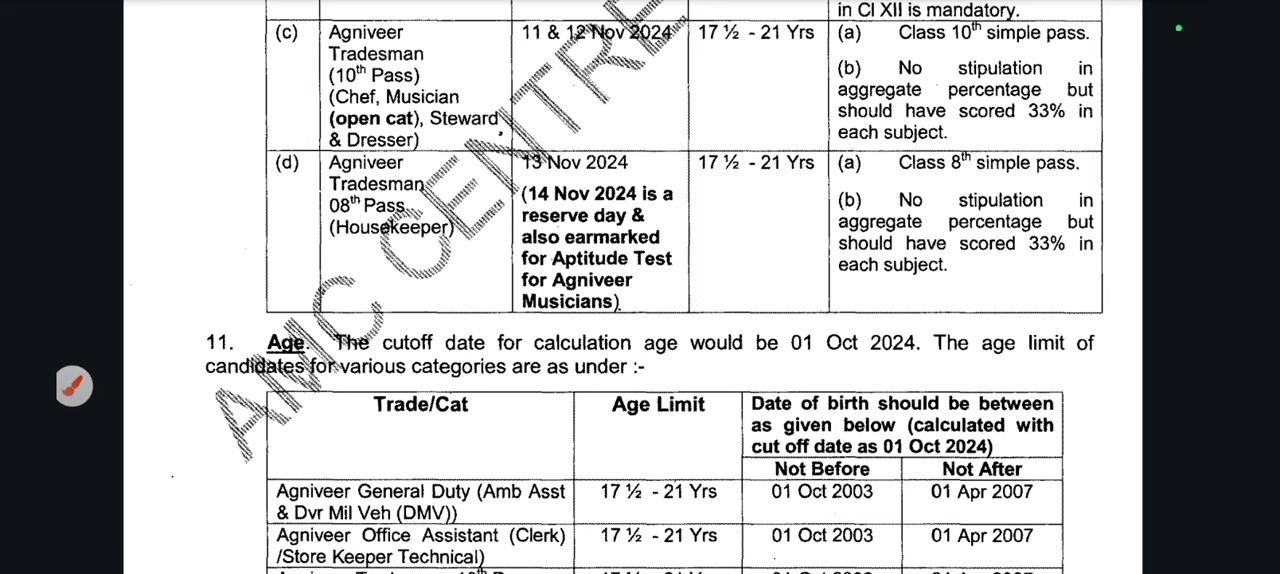 in Cl XII is mandatory.
(c) Agniveer Tradesman (10th Pass) (Chef, Musician (open cat), Steward & Dresser)
11 & 12 Nov 2024
17 ½ - 21 Yrs
(a) Class 10th simple pass.
(b) No stipulation in
aggregate percentage but
should have scored 33% in
each subject.
(d) Agniveer
Tradesman
08th Pass
(Housekeeper)
13 Nov 2024
(14 Nov 2024 is a
reserve day &
also earmarked
for Aptitude Test
for Agniveer
Musicians)
17 ½ - 21 Yrs
(a) Class 8th simple pass.
(b) No stipulation in
aggregate percentage but
should have scored 33% in
each subject.
11. Age. The cutoff date for calculation age would be 01 Oct 2024. The age limit of
candidates for various categories are as under :-
Trade/Cat
Age Limit
Date of birth should be between
as given below (calculated with
cut off date as 01 Oct 2024)
Not Before Not After
Agniveer General Duty (Amb Asst
& Dvr Mil Veh (DMV))
17 ½ - 21 Yrs 01 Oct 2003 01 Apr 2007
Agniveer Office Assistant (Clerk)
/Store Keeper Technical)
17 ½ - 21 Yrs 01 Oct 2003 01 Apr 2007
AMC CENTRE